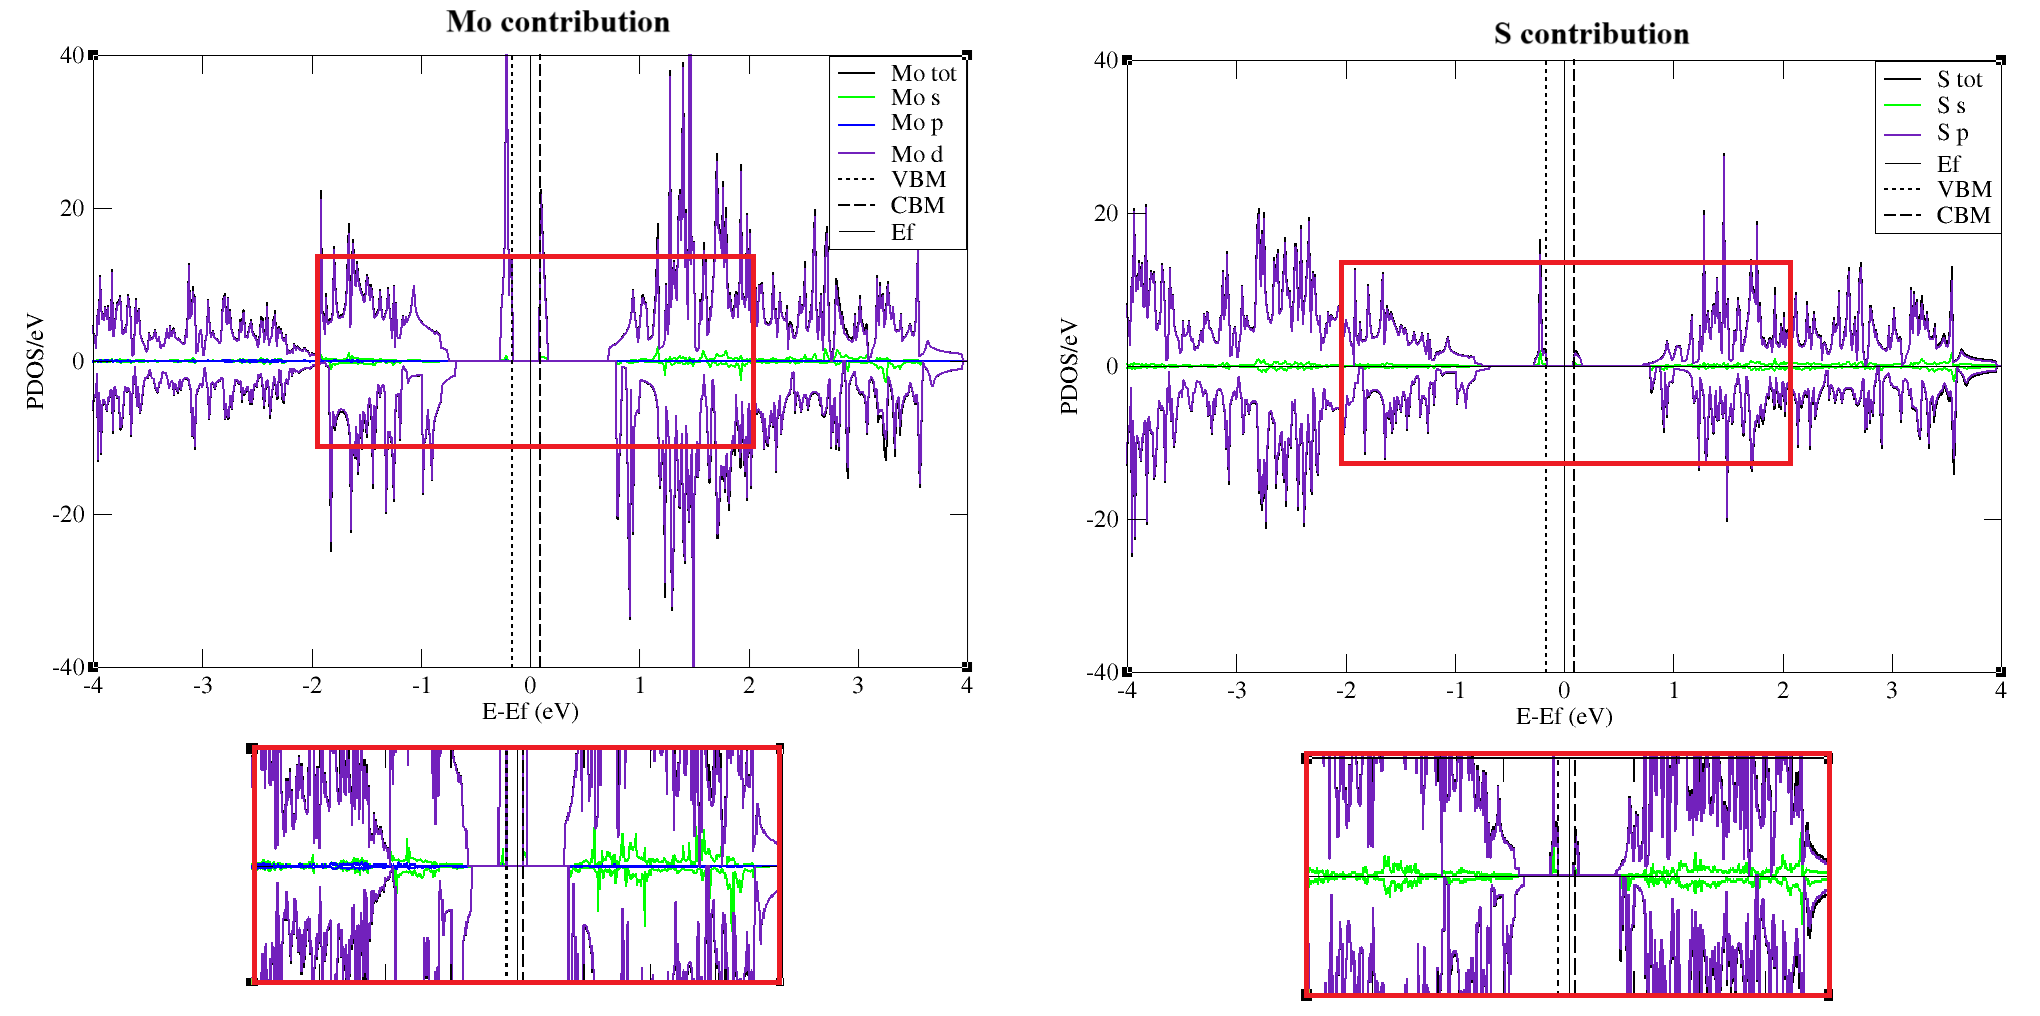 Mo contribution
40
20
0
-20
-40
PDOS/eV
-4 -3 -2 -1 0 1 2 3 4
E-Ef (eV)
Mo tot
Mo s
Mo p
Mo d
VBM
CBM
Ef
S contribution
40
20
0
-20
-40
PDOS/eV
-4 -3 -2 -1 0 1 2 3 4
E-Ef (eV)
S tot
S s
S p
Ef
VBM
CBM